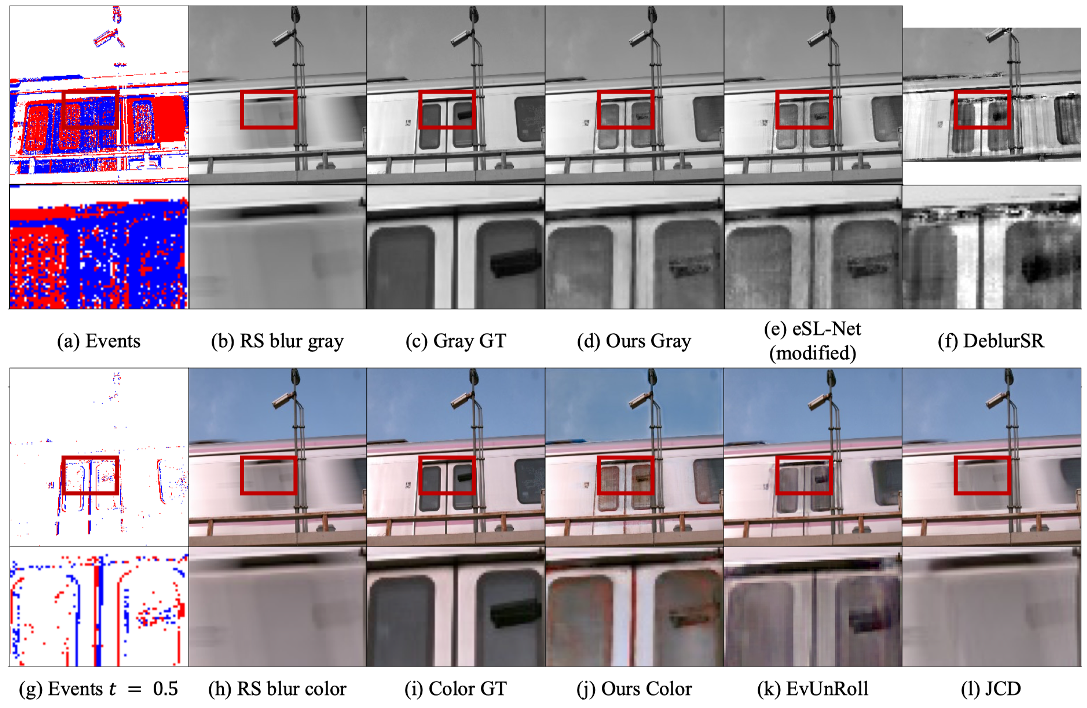 (a) Events
(b) RS blur gray
(c) Gray GT
(d) Ours Gray
(e) eSL-Net
(modified)
(f) DeblurSR
(g) Events t = 0.5
(h) RS blur color
(i) Color GT
(j) Ours Color
(k) EvUnRoll
(l) JCD